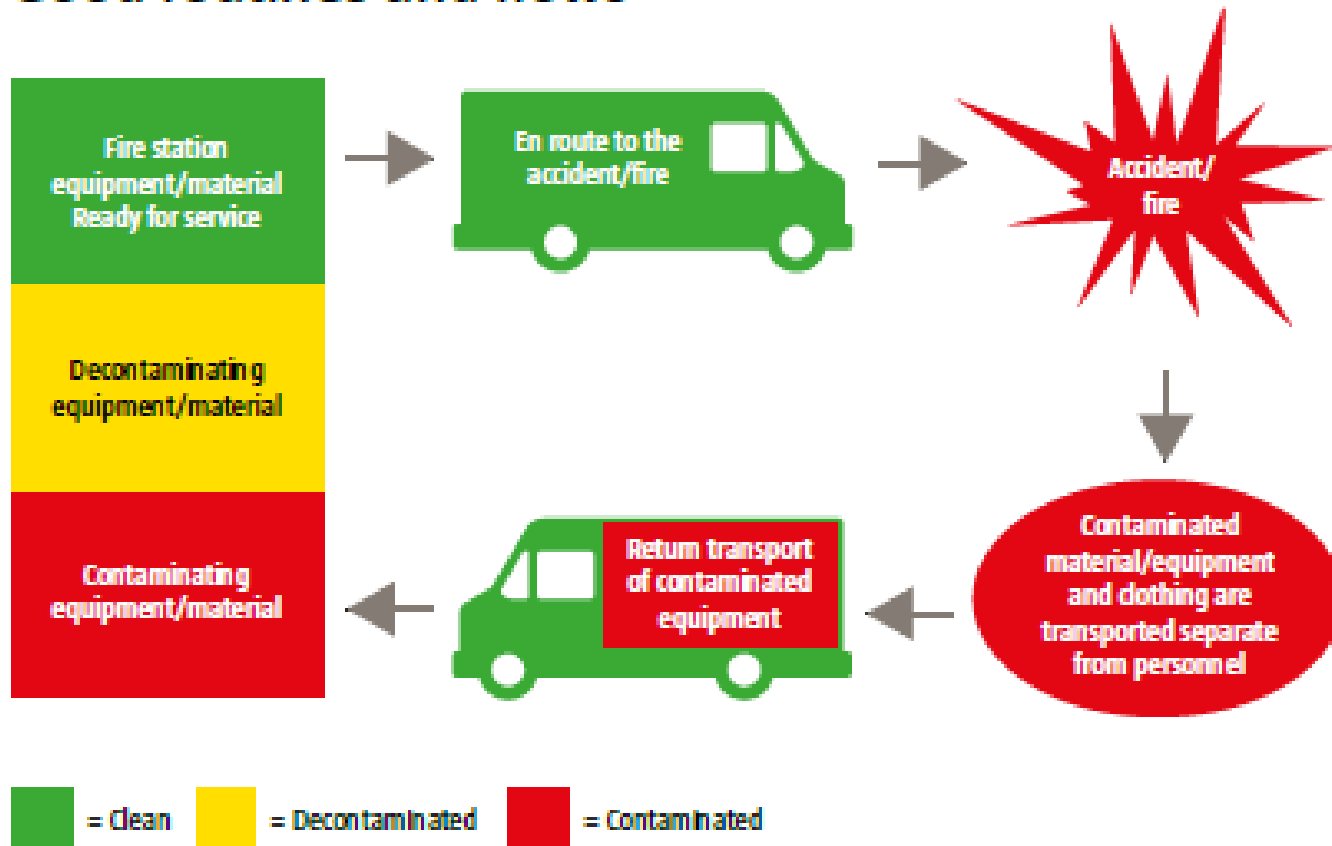 Fire station
equipment/material
Ready for service
En route to the
accident/fire
Accident/
fire
Decontaminating
equipment/material
Contaminated
material/equipment
and clothing are
transported separate
from personnel
Return transport
of contaminated
equipment
Contaminating
equipment/material
= Clean
= Decontaminated
= Contaminated